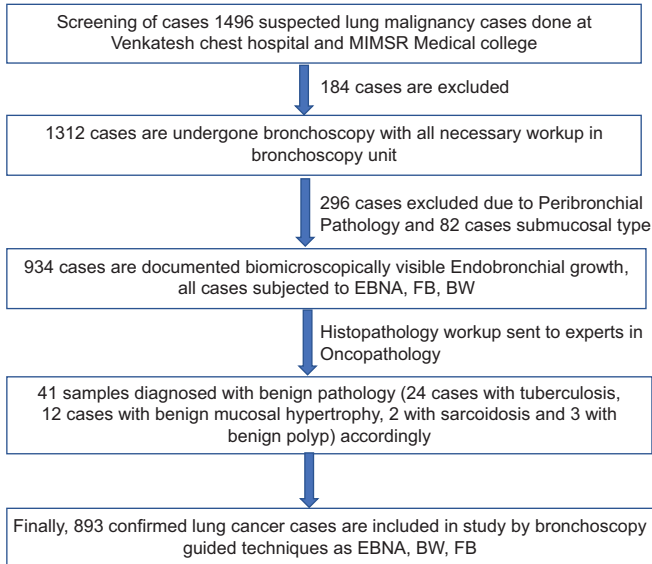 Screening of cases 1496 suspected lung malignancy cases done at
Venkatesh chest hospital and MIMSR Medical college
184 cases are excluded
1312 cases are undergone bronchoscopy with all necessary workup in
bronchoscopy unit
296 cases excluded due to Peribronchial
Pathology and 82 cases submucosal type
934 cases are documented biomicroscopically visible Endobronchial growth,
all cases subjected to EBNA, FB, BW
Histopathology workup sent to experts in
Oncopathology
41 samples diagnosed with benign pathology (24 cases with tuberculosis,
12 cases with benign mucosal hypertrophy, 2 with sarcoidosis and 3 with
benign polyp) accordingly
Finally, 893 confirmed lung cancer cases are included in study by bronchoscopy
guided techniques as EBNA, BW, FB